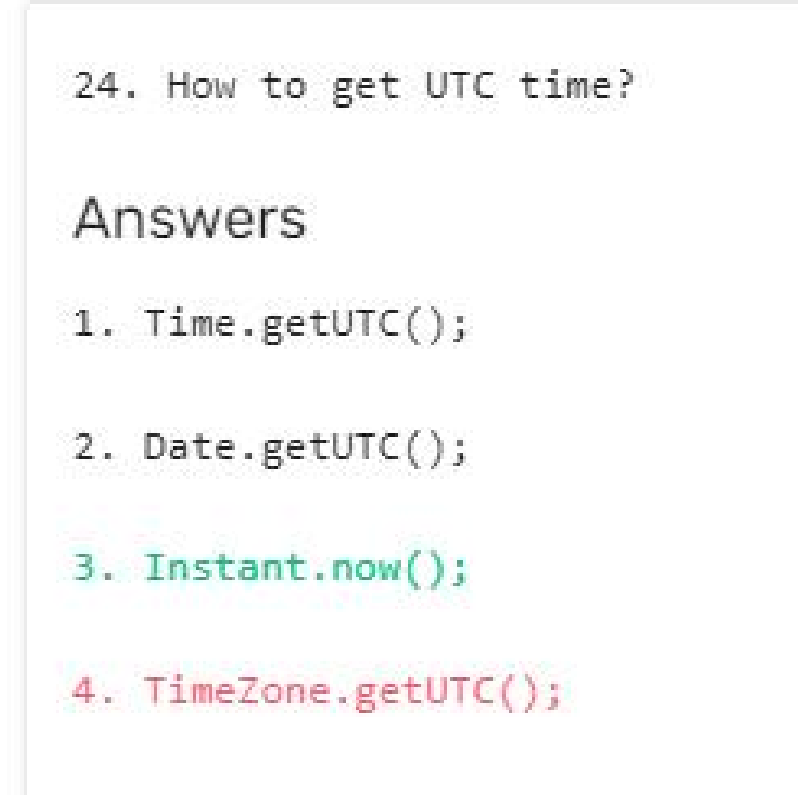 24. How to get UTC time?
Answers
1. Time.getUTC();
2. Date.getUTC();
3. Instant.now();
4. TimeZone.getUTC();